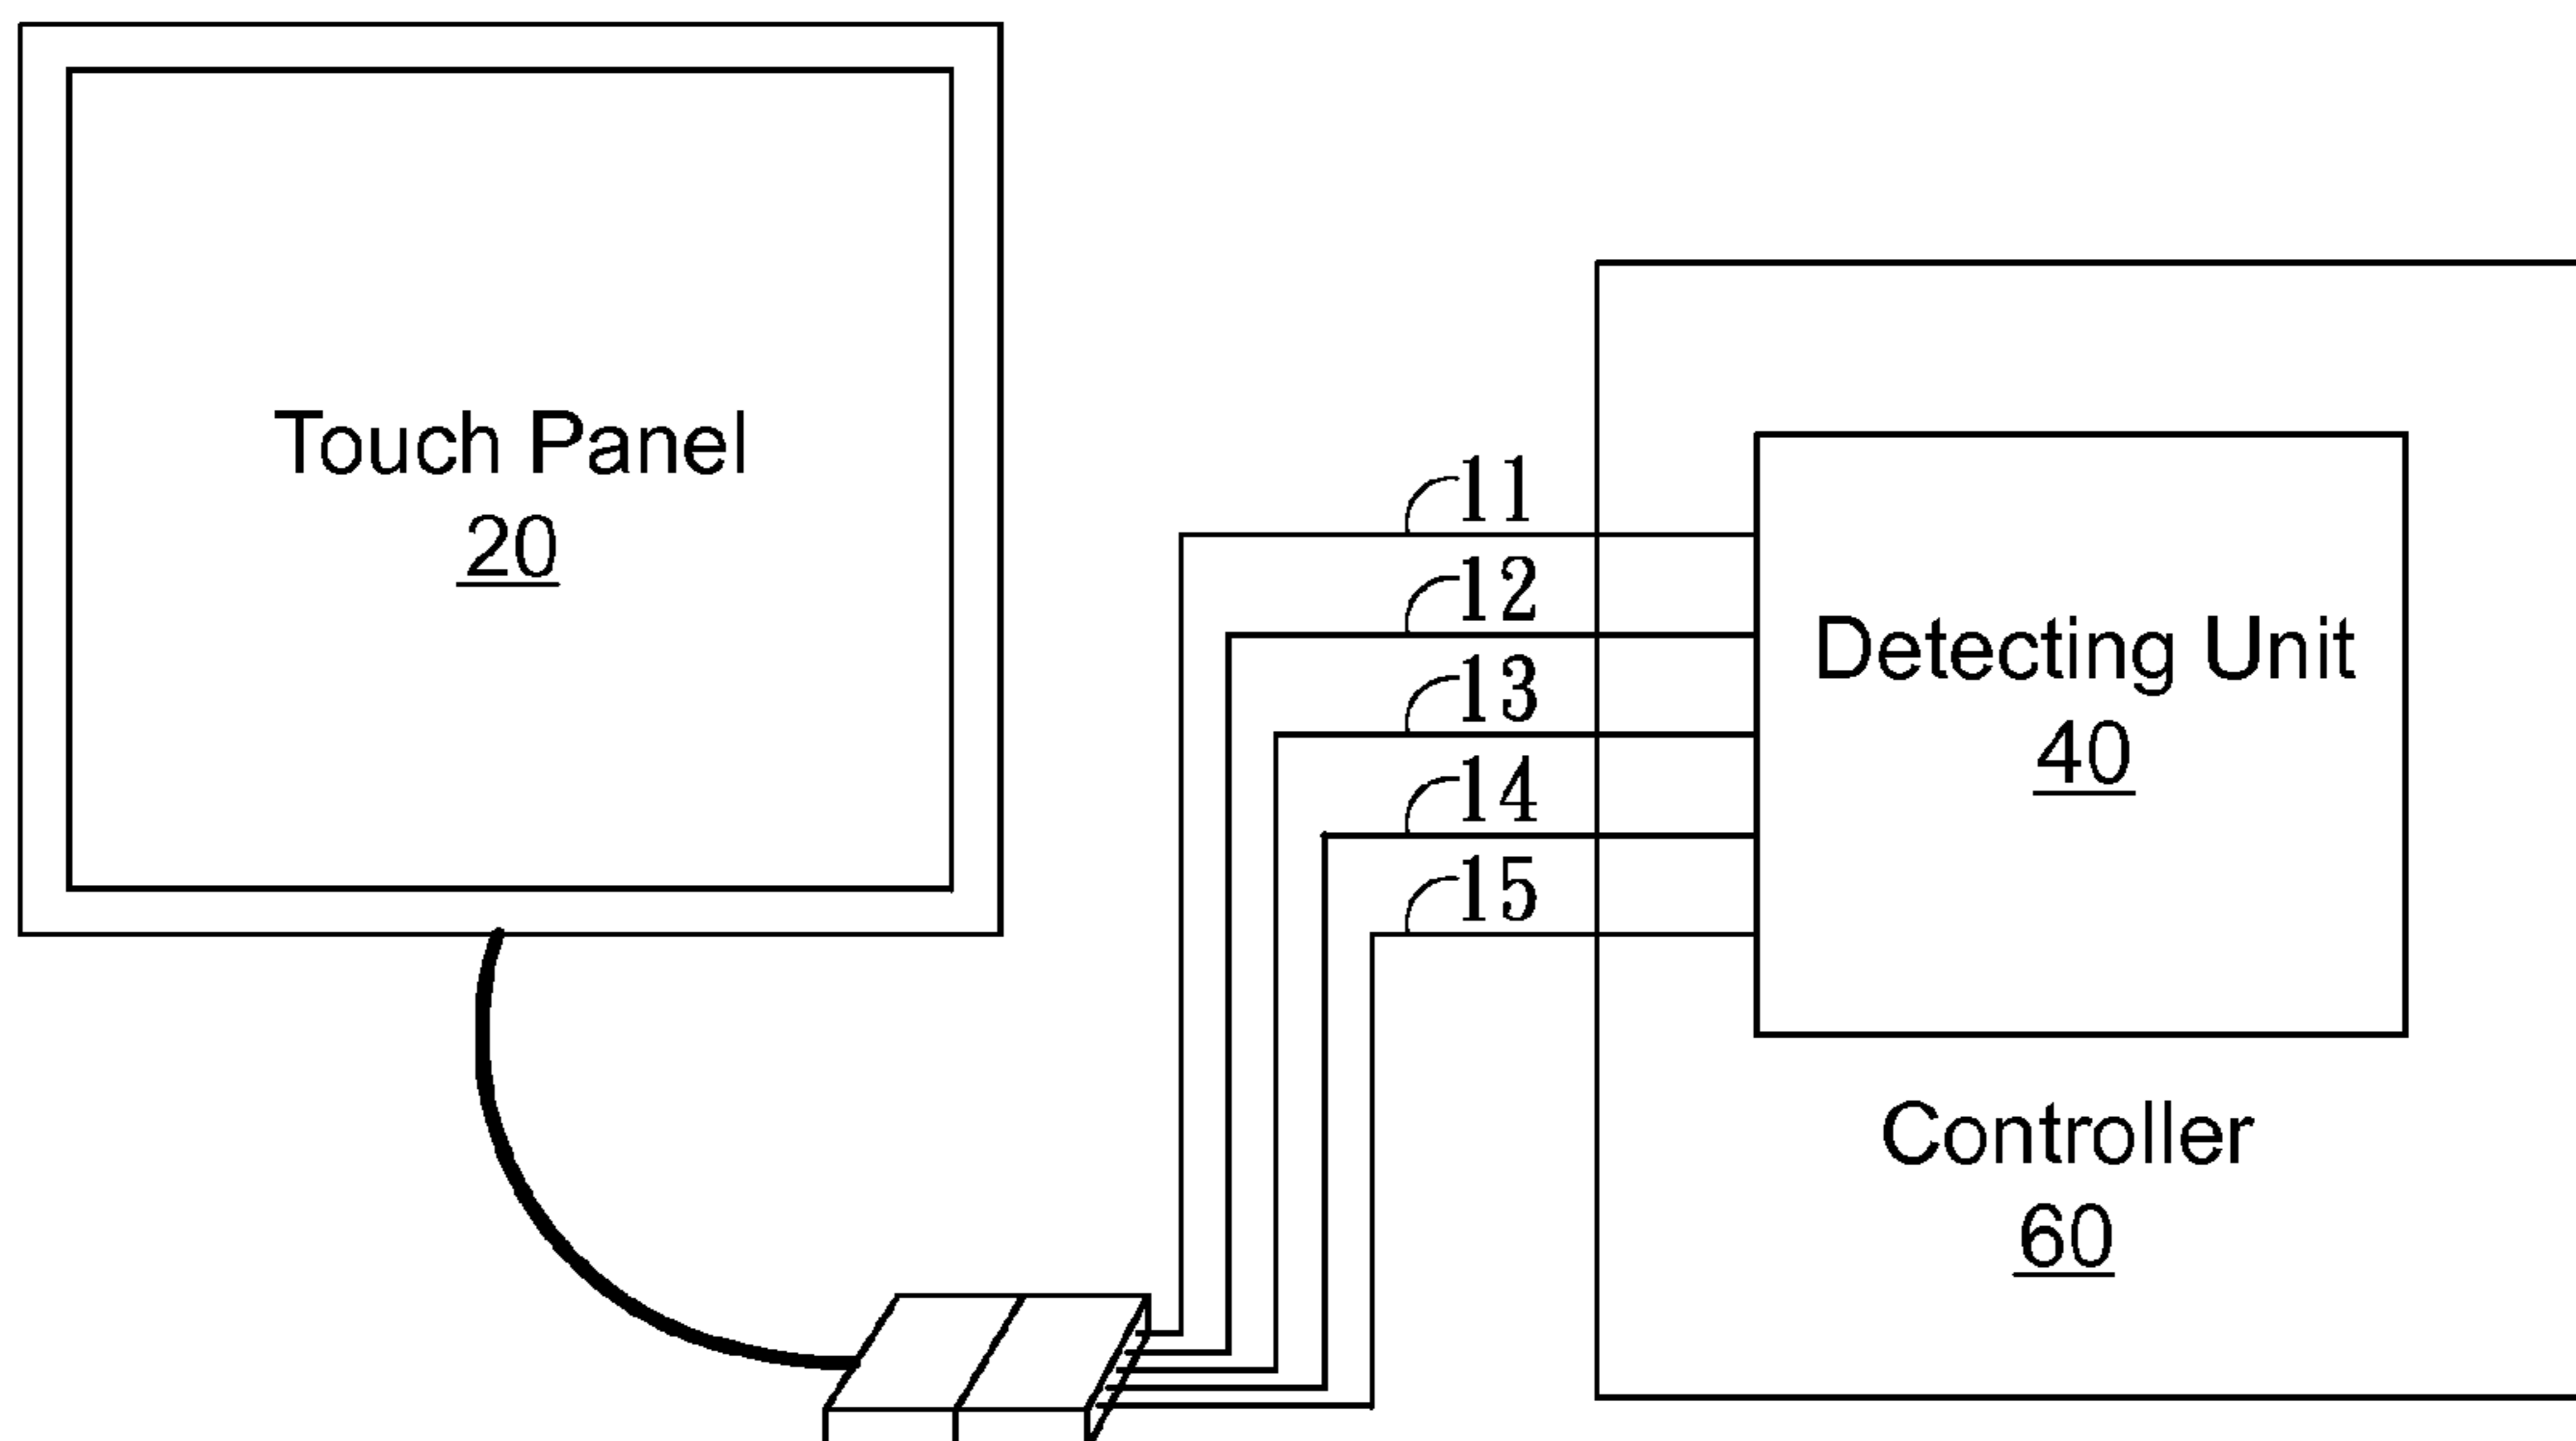 Touch Panel
20
11
12
13
14
15
Detecting Unit
40
Controller
60